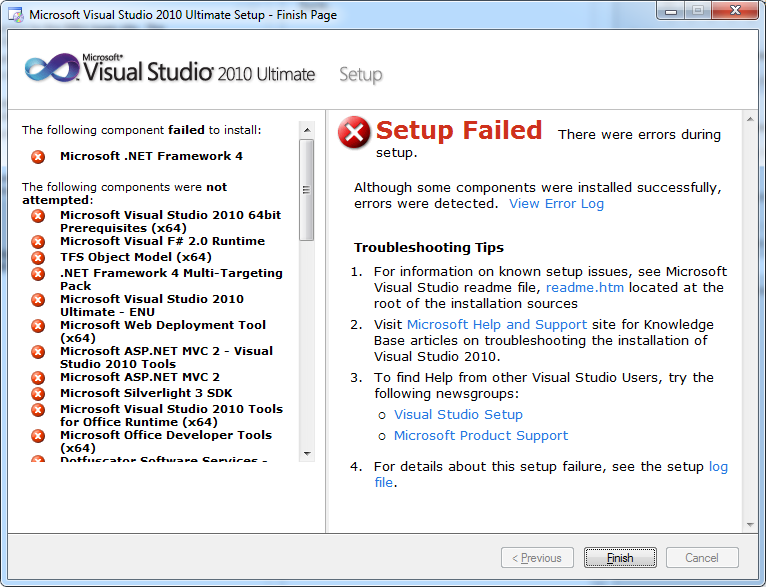 Microsoft Visual Studio 2010 Ultimate Setup - Finish Page
Microsoft®
Visual Studio® 2010 Ultimate Setup
The following component failed to install:
Microsoft .NET Framework 4
The following components were not
attempted:
Microsoft Visual Studio 2010 64bit
Prerequisites (x64)
Microsoft Visual F# 2.0 Runtime
TFS Object Model (x64)
.NET Framework 4 Multi-Targeting
Pack
Microsoft Visual Studio 2010
Ultimate - ENU
Microsoft Web Deployment Tool
(x64)
Microsoft ASP.NET MVC 2 - Visual
Studio 2010 Tools
Microsoft ASP.NET MVC 2
Microsoft Silverlight 3 SDK
Microsoft Visual Studio 2010 Tools
for Office Runtime (x64)
Microsoft Office Developer Tools
(x64)
Dotfuscator Software Services -
Setup Failed There were errors during
setup.
Although some components were installed successfully,
errors were detected. View Error Log
Troubleshooting Tips
1. For information on known setup issues, see Microsoft
Visual Studio readme file, readme.htm located at the
root of the installation sources
2. Visit Microsoft Help and Support site for Knowledge
Base articles on troubleshooting the installation of
Visual Studio 2010.
3. To find Help from other Visual Studio Users, try the
following newsgroups:
o Visual Studio Setup
o Microsoft Product Support
4. For details about this setup failure, see the setup log
file.
< Previous
Finish
Cancel